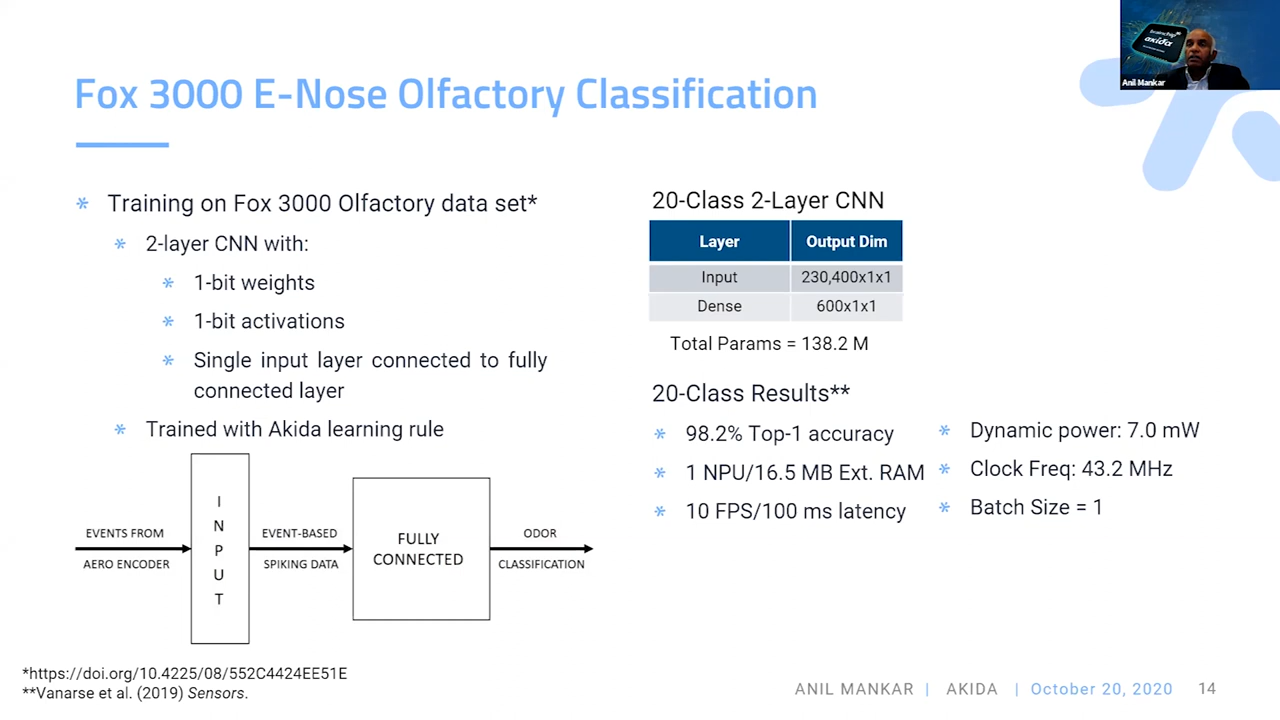 brainchip
akida
Anil Mankar
Fox 3000 E-Nose Olfactory Classification
* Training on Fox 3000 Olfactory data set*
* 2-layer CNN with:
* 1-bit weights
* 1-bit activations
* Single input layer connected to fully
connected layer
* Trained with Akida learning rule
EVENTS FROM
AERO ENCODER
INPUT
EVENT-BASED
SPIKING DATA
FULLY
CONNECTED
ODOR
CLASSIFICATION
20-Class 2-Layer CNN
Layer Output Dim
Input 230,400x1x1
Dense 600x1x1
Total Params = 138.2 M
20-Class Results**
* 98.2% Top-1 accuracy
* 1 NPU/16.5 MB Ext. RAM
* 10 FPS/100 ms latency
* Dynamic power: 7.0 mW
* Clock Freq: 43.2 MHz
* Batch Size = 1
*https://doi.org/10.4225/08/552C4424EE51E
**Vanarse et al. (2019) Sensors.
ANIL MANKAR | AKIDA | October 20, 2020 14